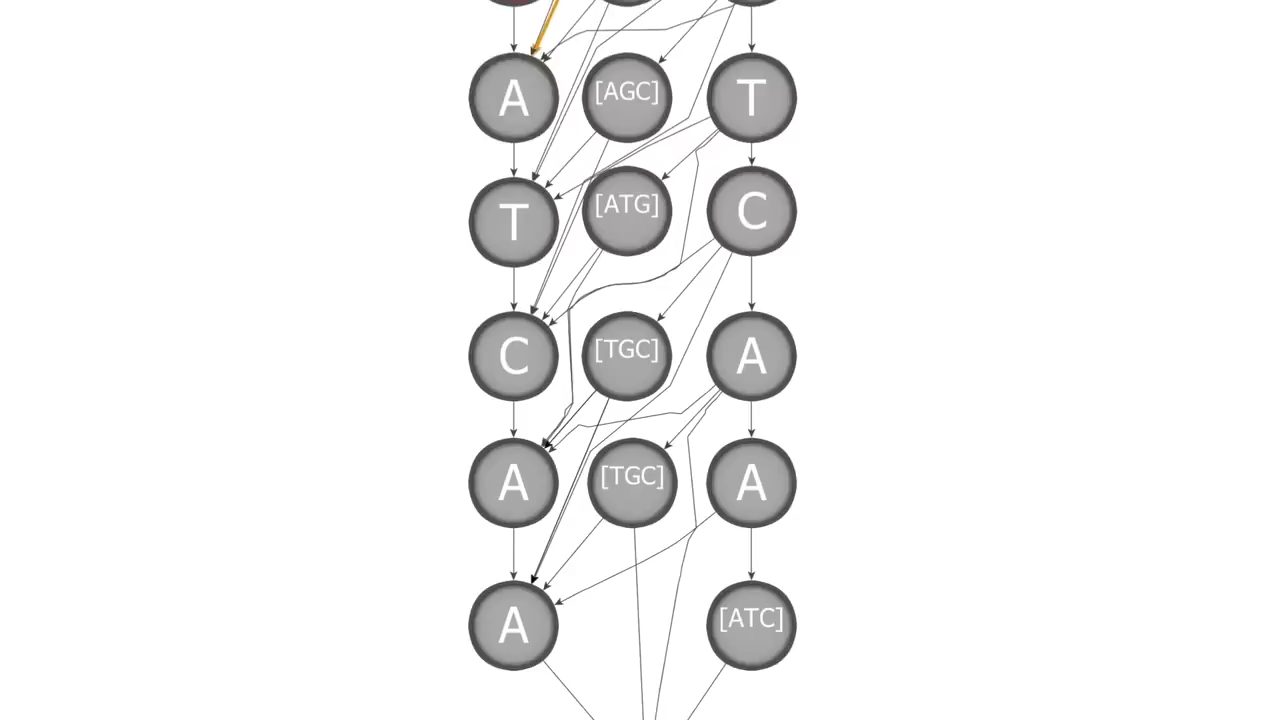 A [AGC] T
T [ATG] C
C [TGC] A
A [TGC] A
A [ATC]